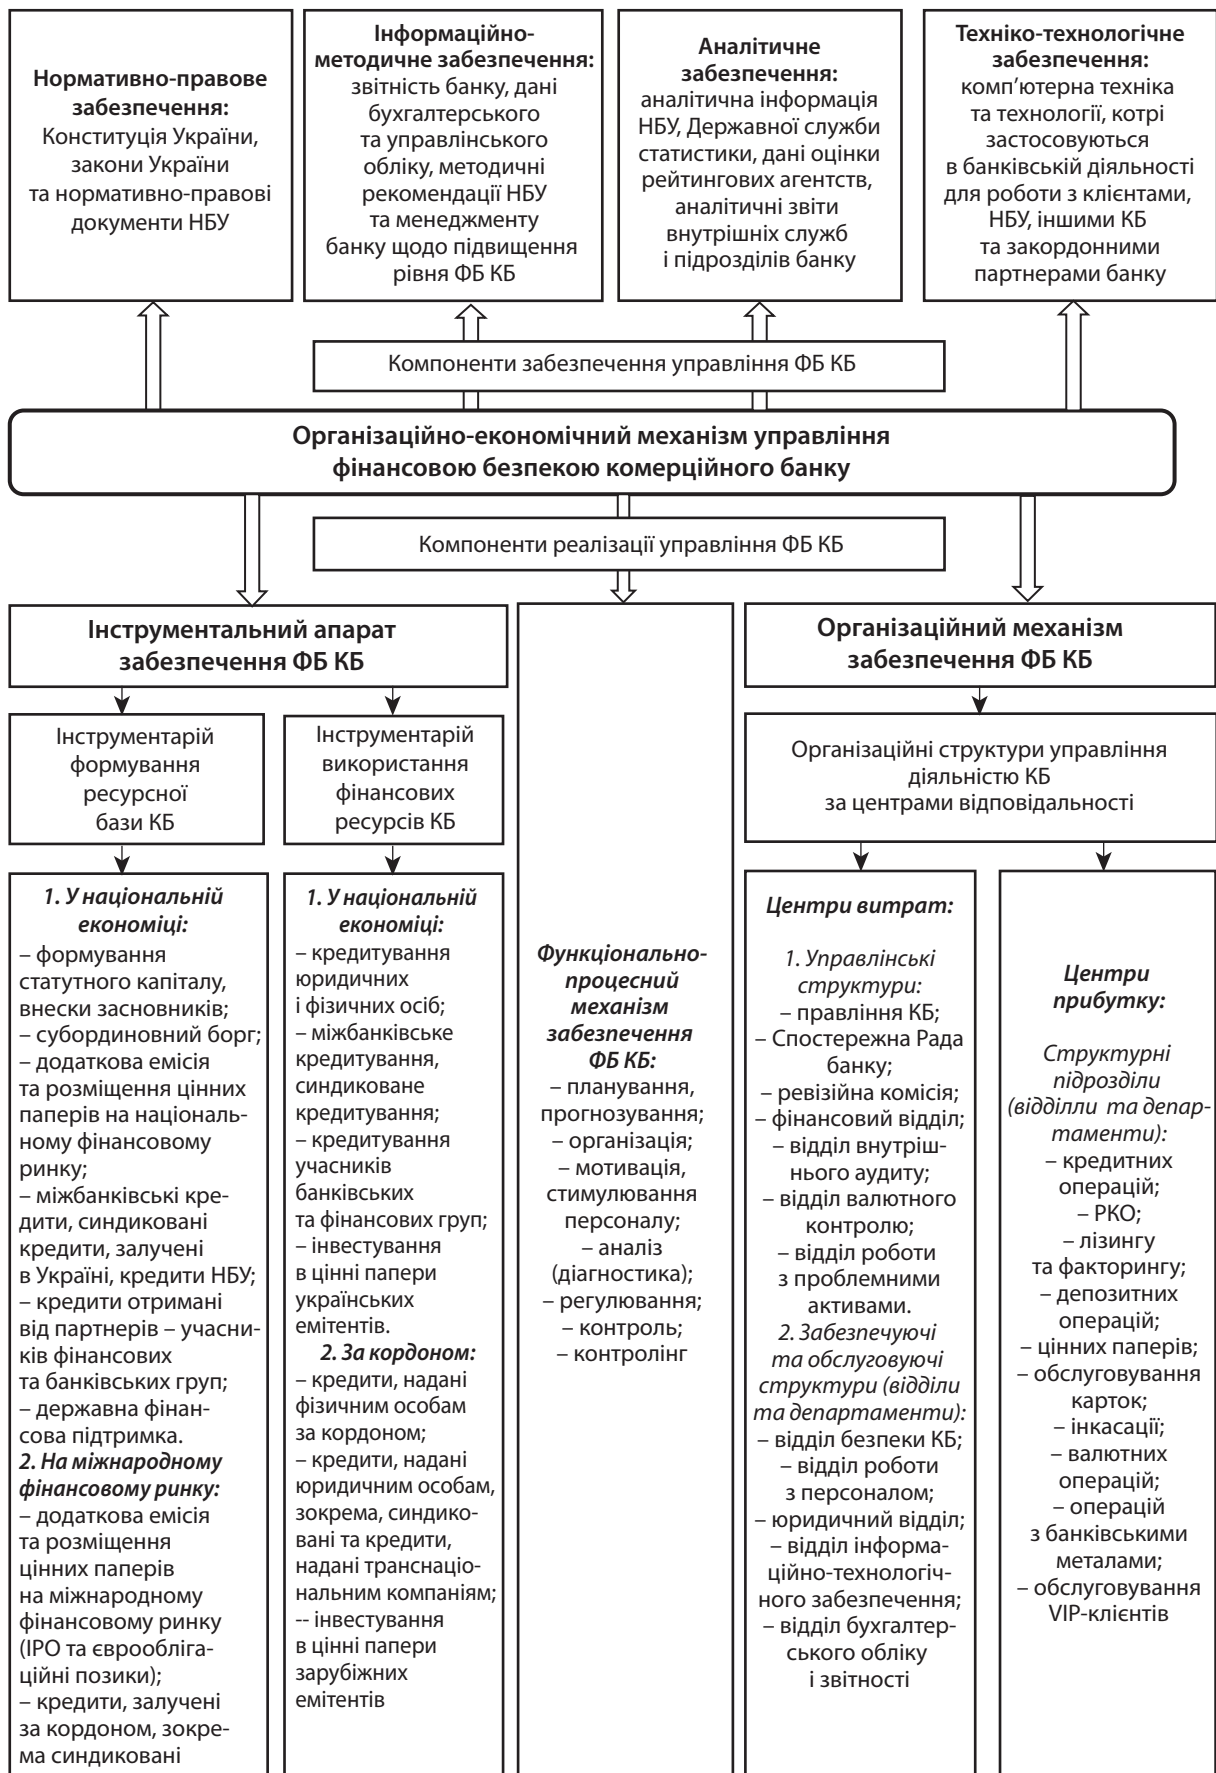 Нормативно-правове
забезпечення:
Конституція України,
закони України
та нормативно-правові
документи НБУ
Інформаційно-
методичне забезпечення:
звітність банку, дані
бухгалтерського
та управлінського
обліку, методичні
рекомендації НБУ
та менеджменту
банку щодо підвищення
рівня ФБ КБ
Аналітичне
забезпечення:
аналітична інформація
НБУ, Державної служби
статистики, дані оцінки
рейтингових агентств,
аналітичні звіти
внутрішніх служб
і підрозділів банку
Техніко-технологічне
забезпечення:
комп’ютерна техніка
та технології, котрі
застосовуються
в банківській діяльності
для роботи з клієнтами,
НБУ, іншими КБ
та закордонними
партнерами банку
Компоненти забезпечення управління ФБ КБ
Організаційно-економічний механізм управління
фінансовою безпекою комерційного банку
Компоненти реалізації управління ФБ КБ
Інструментальний апарат
забезпечення ФБ КБ
Інструментарій
формування
ресурсної
бази КБ
Інструментарій
використання
фінансових
ресурсів КБ
1. У національній
економіці:
– формування
статутного капіталу,
внески засновників;
– субординовний борг;
– додаткова емісія
та розміщення цінних
паперів на національ-
ному фінансовому
ринку;
– міжбанківські кре-
дити, синдиковані
кредити, залучені
в Україні, кредити НБУ;
– кредити отримані
від партнерів – учасни-
ків фінансових
та банківських груп;
– державна фінан-
сова підтримка.
2. На міжнародному
фінансовому ринку:
– додаткова емісія
та розміщення
цінних паперів
на міжнародному
фінансовому ринку
(IPO та єврообліга-
ційні позики);
– кредити, залучені
за кордоном, зокре-
ма синдиковані
1. У національній
економіці:
– кредитування
юридичних
і фізичних осіб;
– міжбанківське
кредитування,
синдиковане
кредитування;
– кредитування
учасників
банківських
та фінансових груп;
– інвестування
в цінні папери
українських
емітентів.
2. За кордоном:
– кредити, надані
фізичним особам
за кордоном;
– кредити, надані
юридичним особам,
зокрема, синдико-
вані та кредити,
надані транснаціо-
нальним компаніям;
-- інвестування
в цінні папери
зарубіжних
емітентів
Функціонально-
процесний
механізм
забезпечення
ФБ КБ:
– планування,
прогнозування;
– організація;
– мотивація,
стимулювання
персоналу;
– аналіз
(діагностика);
– регулювання;
– контроль;
– контролінг
Організаційний механізм
забезпечення ФБ КБ
Організаційні структури управління
діяльністю КБ
за центрами відповідальності
Центри витрат:
1. Управлінські
структури:
– правління КБ;
– Спостережна Рада
банку;
– ревізійна комісія;
– фінансовий відділ;
– відділ внутріш-
нього аудиту;
– відділ валютного
контролю;
– відділ роботи
з проблемними
активами.
2. Забезпечуючі
та обслуговуючі
структури (відділи
та департаменти):
– відділ безпеки КБ;
– відділ роботи
з персоналом;
– юридичний відділ;
– відділ інформа-
ційно-технологіч-
ного забезпечення;
– відділ бухгалтер-
ського обліку
і звітності
Центри
прибутку:
Структурні
підрозділи
(відділли та депар-
таменти):
– кредитних
операцій;
– РКО;
– лізингу
та факторингу;
– депозитних
операцій;
– цінних паперів;
– обслуговування
карток;
– інкасації;
– валютних
операцій;
– операцій
з банківськими
металами;
– обслуговування
VIP-клієнтів